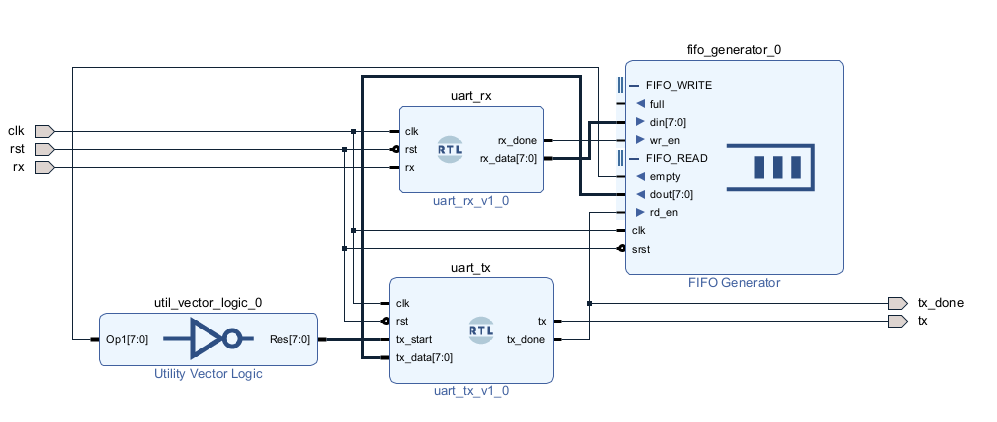 fifo_generator_0
FIFO_WRITE
full
din[7:0]
wr_en
FIFO_READ
empty
dout[7:0]
rd_en
clk
srst
FIFO Generator
uart_rx
clk
rst
rx
RTL
rx_done
rx_data[7:0]
uart_rx_v1_0
clk
rst
rx
uart_tx
clk
rst
tx_start
tx_data[7:0]
RTL
tx
tx_done
uart_tx_v1_0
util_vector_logic_0
Op1[7:0]
Res[7:0]
Utility Vector Logic
tx_done
tx